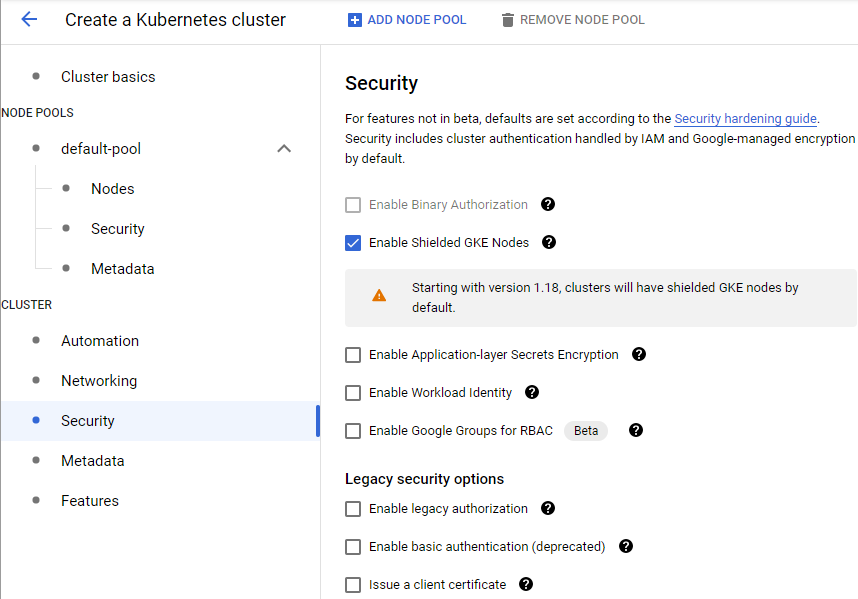 Create a Kubernetes cluster
ADD NODE POOL
REMOVE NODE POOL
Cluster basics
NODE POOLS
default-pool
Nodes
Security
Metadata
CLUSTER
Automation
Networking
Security
Metadata
Features
Security
For features not in beta, defaults are set according to the Security hardening guide.
Security includes cluster authentication handled by IAM and Google-managed encryption
by default.
Enable Binary Authorization ?
Enable Shielded GKE Nodes ?
Starting with version 1.18, clusters will have shielded GKE nodes by
default.
Enable Application-layer Secrets Encryption ?
Enable Workload Identity ?
Enable Google Groups for RBAC Beta ?
Legacy security options
Enable legacy authorization ?
Enable basic authentication (deprecated) ?
Issue a client certificate ?